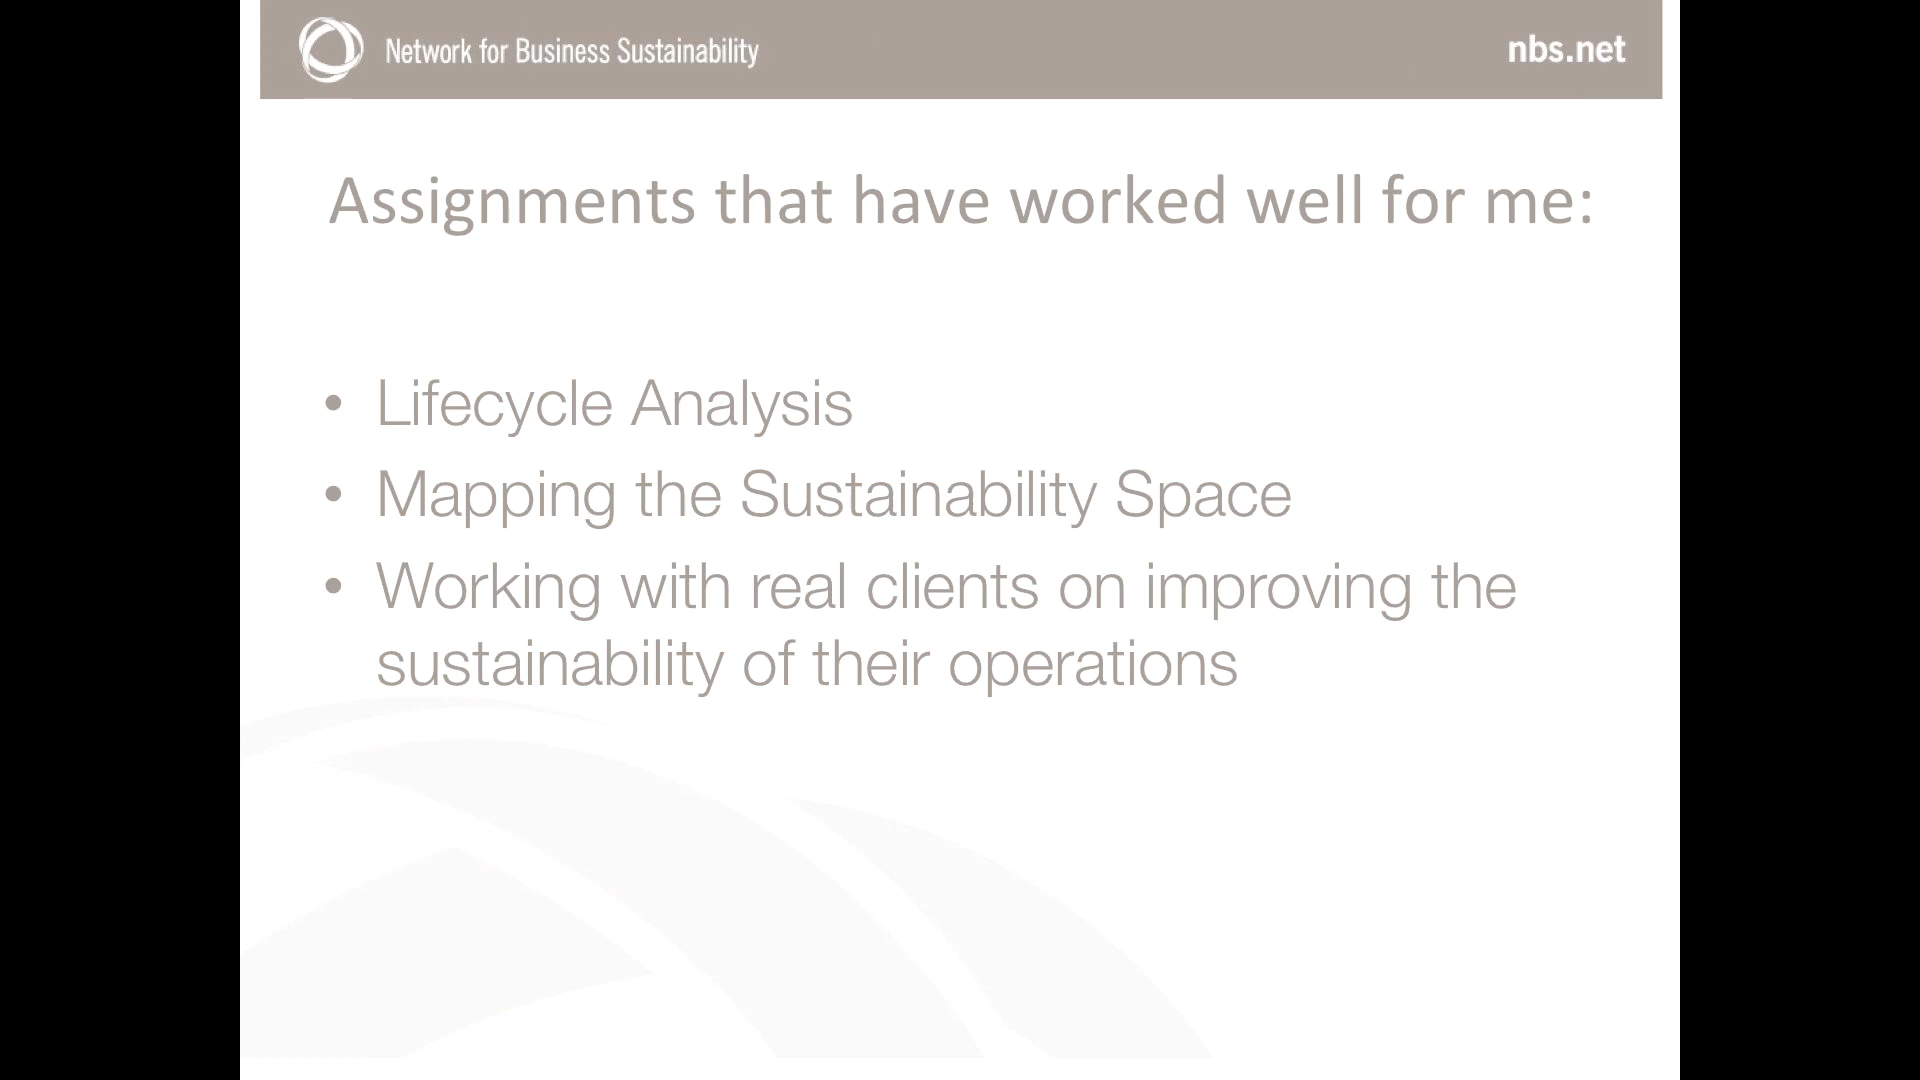 Network for Business Sustainability
nbs.net
Assignments that have worked well for me:
• Lifecycle Analysis
• Mapping the Sustainability Space
• Working with real clients on improving the
sustainability of their operations